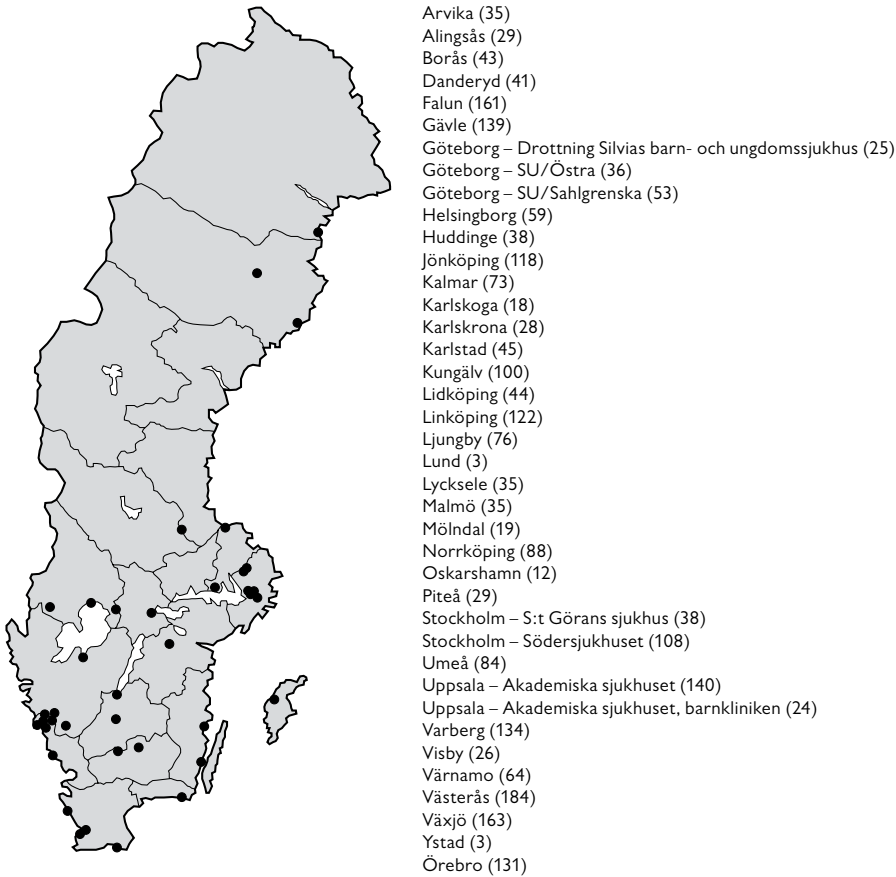 Arvika (35)
Alingsås (29)
Borås (43)
Danderyd (41)
Falun (161)
Gävle (139)
Göteborg – Drottning Silvias barn- och ungdomssjukhus (25)
Göteborg – SU/Östra (36)
Göteborg – SU/Sahlgrenska (53)
Helsingborg (59)
Huddinge (38)
Jönköping (118)
Kalmar (73)
Karlskoga (18)
Karlskrona (28)
Karlstad (45)
Kungälv (100)
Lidköping (44)
Linköping (122)
Ljungby (76)
Lund (3)
Lycksele (35)
Malmö (35)
Mölndal (19)
Norrköping (88)
Oskarshamn (12)
Piteå (29)
Stockholm – S:t Görans sjukhus (38)
Stockholm – Södersjukhuset (108)
Umeå (84)
Uppsala – Akademiska sjukhuset (140)
Uppsala – Akademiska sjukhuset, barnkliniken (24)
Varberg (134)
Visby (26)
Värnamo (64)
Västerås (184)
Växjö (163)
Ystad (3)
Örebro (131)